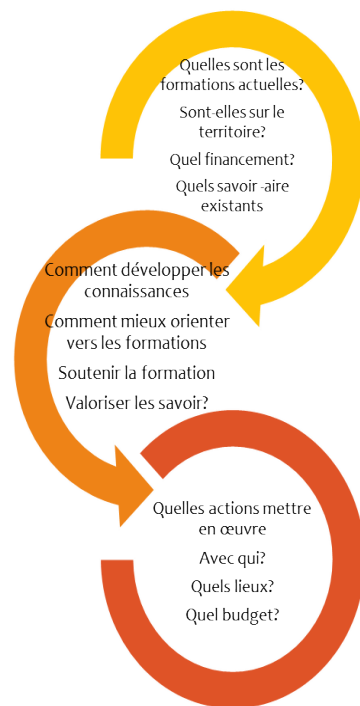 Quelles sont les
formations actuelles?
Sont-elles sur le
territoire?
Quel financement?
Quels savoir -aire
existants
Comment développer les
connaissances
Comment mieux orienter
vers les formations
Soutenir la formation
Valoriser les savoir?
Quelles actions mettre
en œuvre
Avec qui?
Quels lieux?
Quel budget?